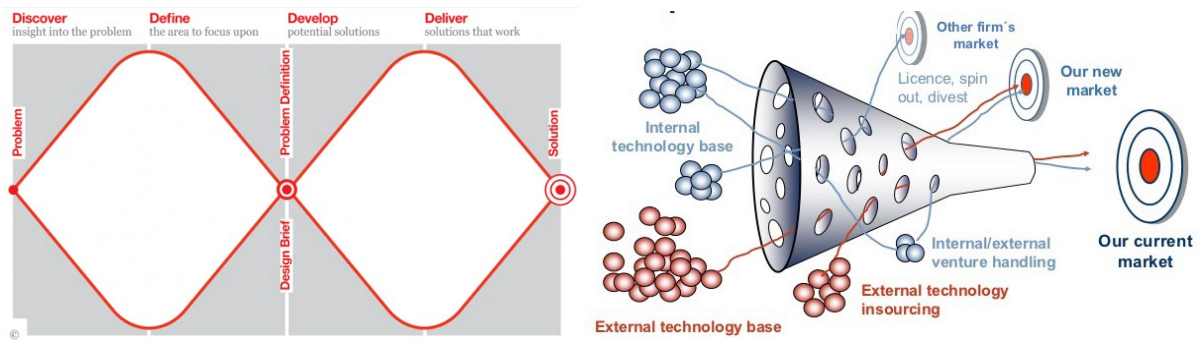 Discover
insight into the problem
Define
the area to focus upon
Develop
potential solutions
Deliver
solutions that work
Problem
Problem Definition
Design Brief
Solution
©
Other firm´s
market
Licence, spin
out, divest
Our new
market
Internal
technology base
Our current
market
Internal/external
venture handling
External technology
insourcing
External technology base